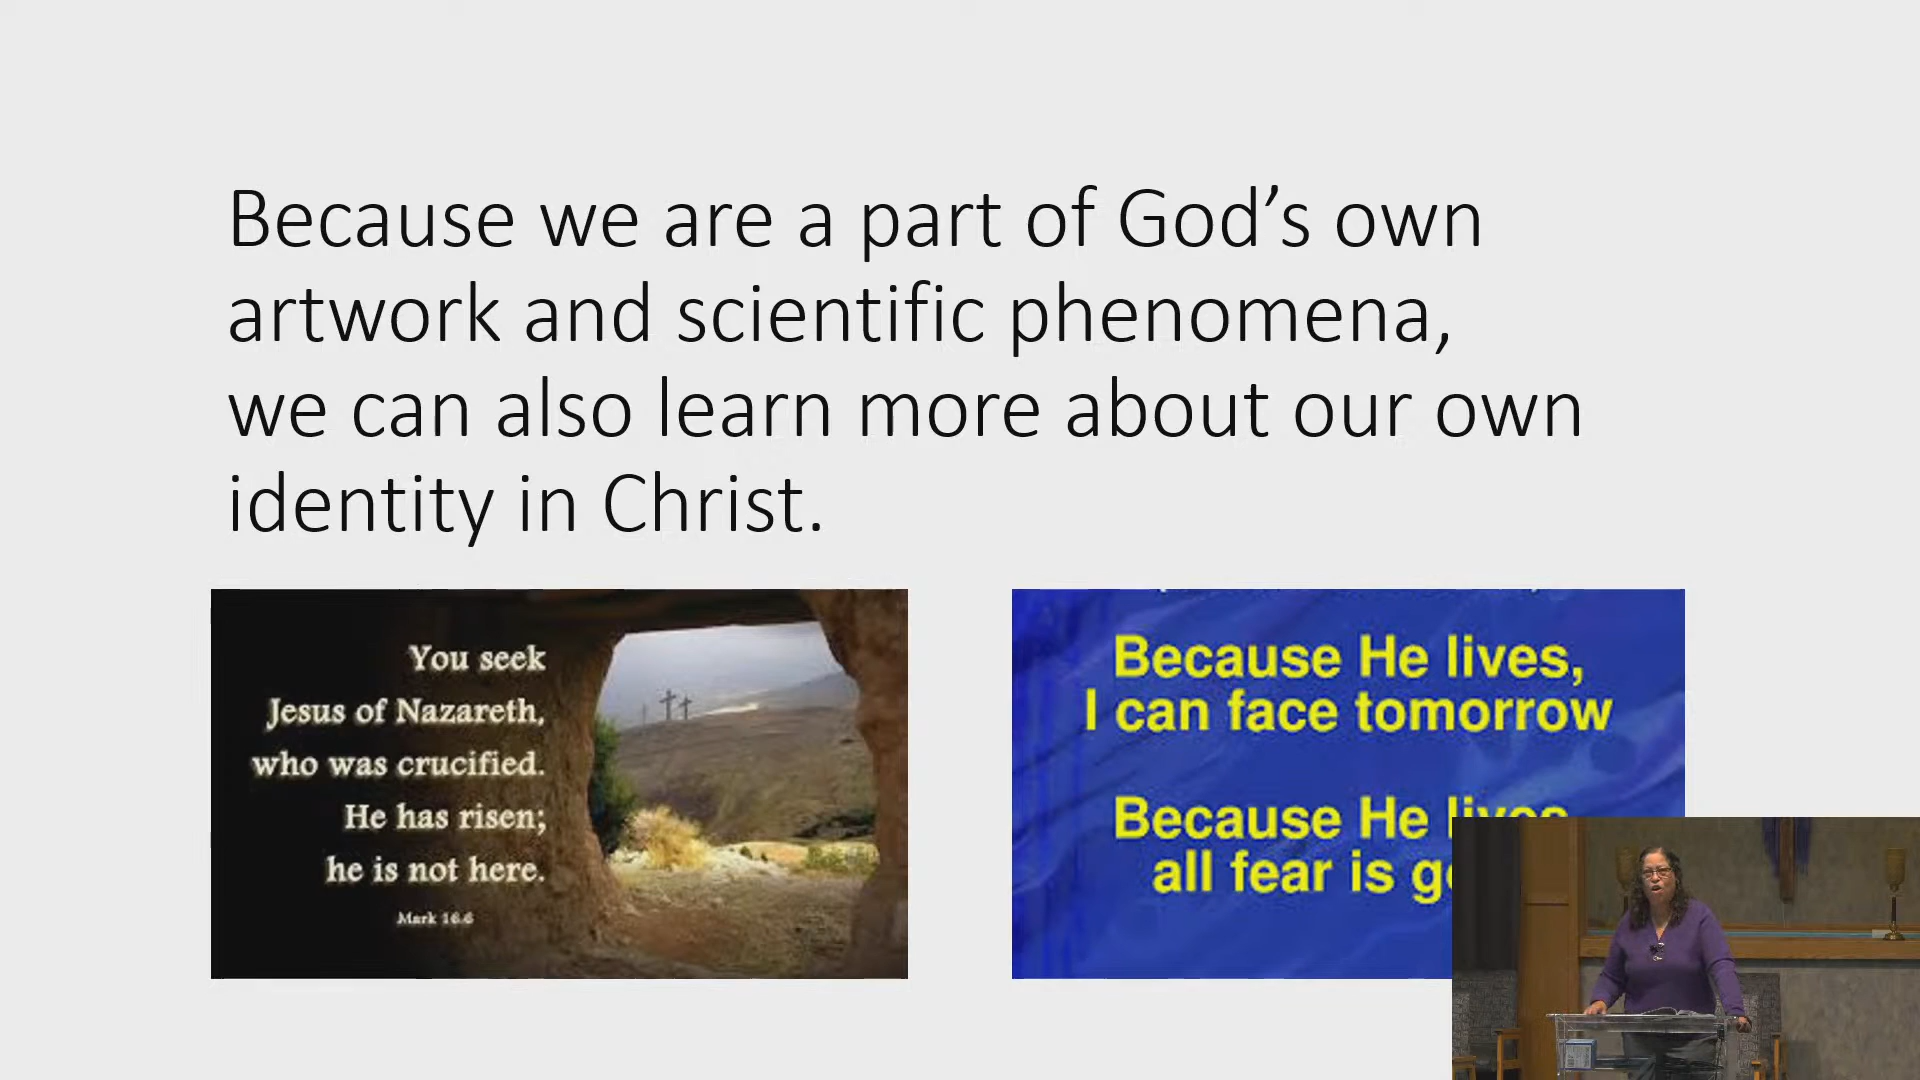 Because we are a part of God’s own
artwork and scientific phenomena,
we can also learn more about our own
identity in Christ.
You seek
Jesus of Nazareth,
who was crucified.
He has risen;
he is not here.
Mark 16.6
Because He lives,
I can face tomorrow
Because He lives
all fear is